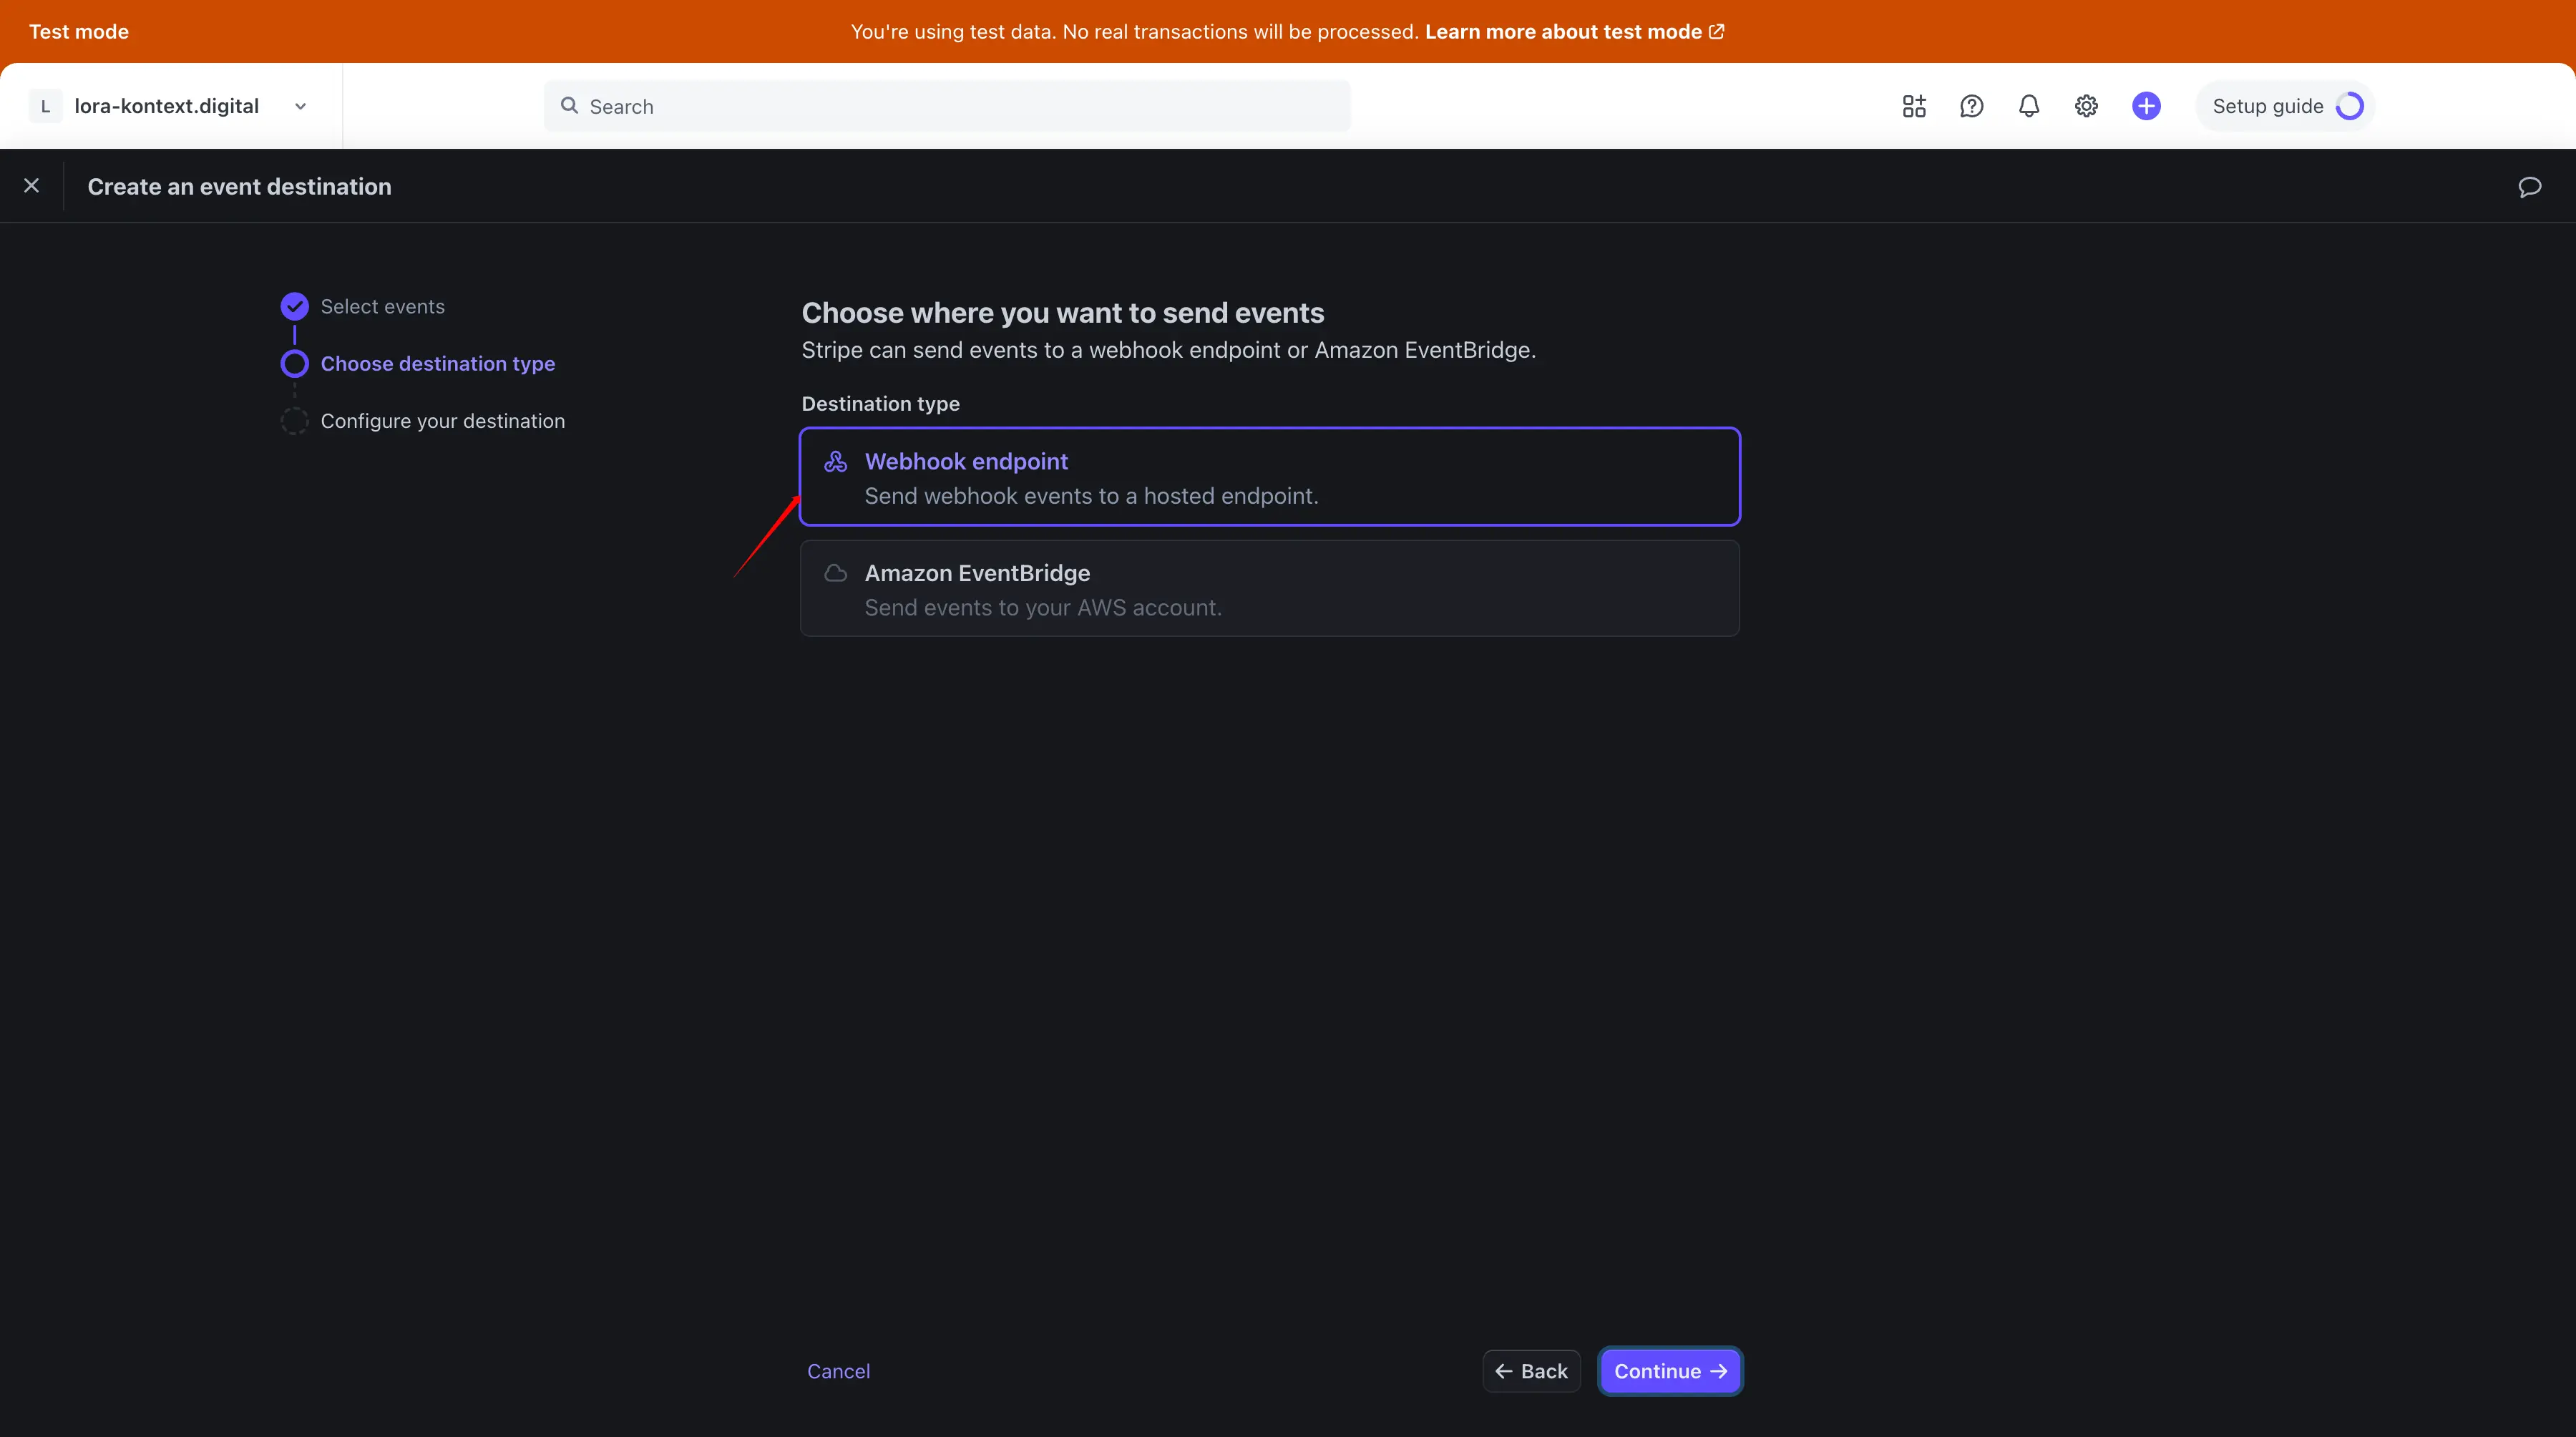 Test mode
You're using test data. No real transactions will be processed. Learn more about test mode
L lora-kontext.digital
Search
Setup guide
Create an event destination
Select events
Choose destination type
Configure your destination
Choose where you want to send events
Stripe can send events to a webhook endpoint or Amazon EventBridge.
Destination type
Webhook endpoint
Send webhook events to a hosted endpoint.
Amazon EventBridge
Send events to your AWS account.
Cancel
Back
Continue